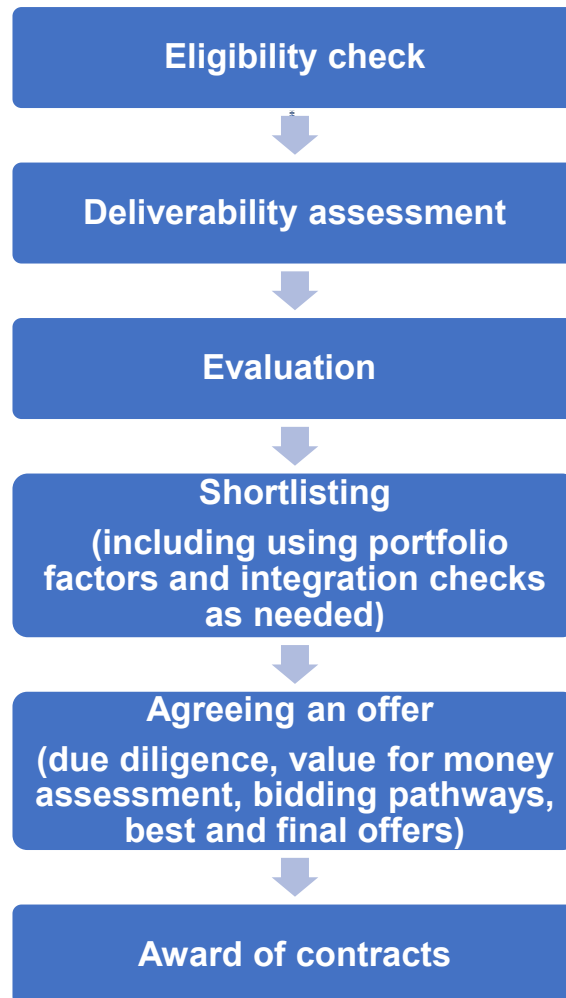 Eligibility check
Deliverability assessment
Evaluation
Shortlisting
(including using portfolio
factors and integration checks
as needed)
Agreeing an offer
(due diligence, value for money
assessment, bidding pathways,
best and final offers)
Award of contracts